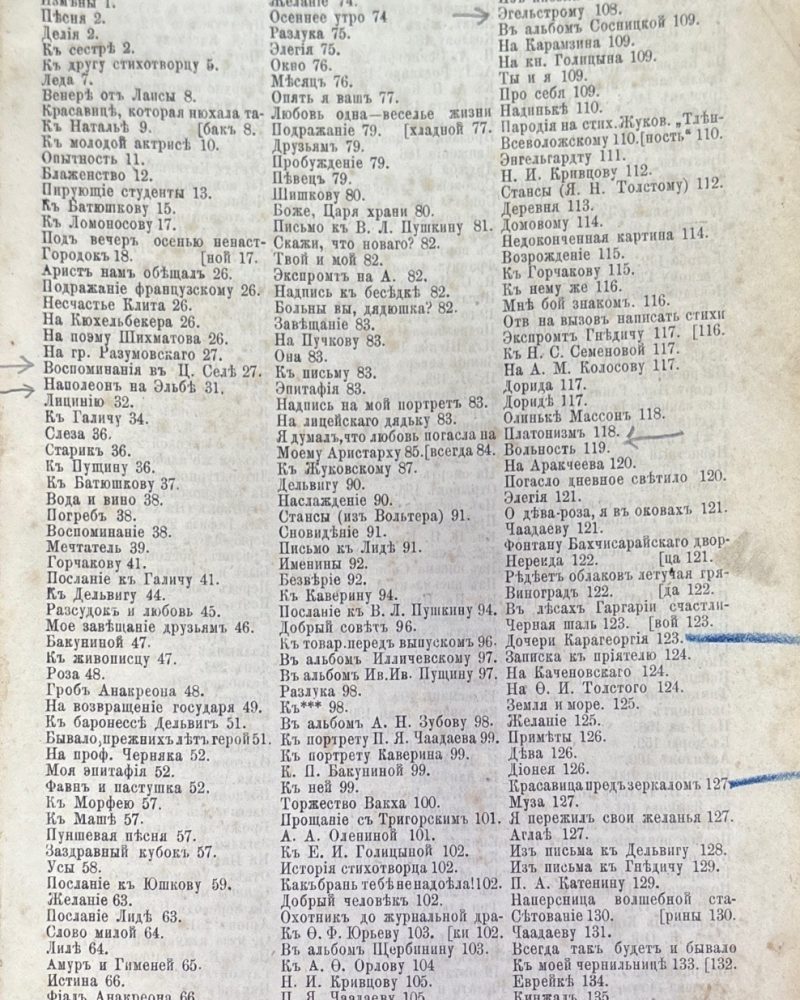 Измѣны 1.
Пѣсня 2.
Делія 2.
Къ сестрѣ 2.
Къ другу стихотворцу 5.
Леда 7.
Венерѣ отъ Лаисы 8.
Красавицѣ, которая нюхала та-
Къ Натальѣ 9. [бакъ 8.
Къ молодой актрисѣ 10.
Опытность 11.
Блаженство 12.
Пирующіе студенты 13.
Къ Батюшкову 15.
Къ Ломоносову 17.
Подъ вечеръ осенью ненаст-
Городокъ 18. [ной 17.
Аристъ намъ обѣщалъ 26.
Подражаніе французскому 26.
Несчастье Клита 26.
На Кюхельбекера 26.
На поэму Шихматова 26.
На гр. Разумовскаго 27.
Воспоминанія въ Ц. Селѣ 27.
Наполеонъ на Эльбѣ 31.
Лицинію 32.
Къ Галичу 34.
Слеза 36.
Старикъ 36.
Къ Пущину 36.
Къ Батюшкову 37.
Вода и вино 38.
Погребъ 38.
Воспоминаніе 38.
Мечтатель 39.
Горчакову 41.
Посланіе къ Галичу 41.
Къ Дельвигу 44.
Разсудокъ и любовь 45.
Мое завѣщаніе друзьямъ 46.
Бакуниной 47.
Къ живописцу 47.
Роза 48.
Гробъ Анакреона 48.
На возвращеніе государя 49.
Къ баронессѣ Дельвигъ 51.
Бывало, прежнихъ лѣтъ герой 51.
На проф. Черняка 52.
Моя эпитафія 52.
Фавнъ и пастушка 52.
Къ Морфею 57.
Къ Машѣ 57.
Пуншевая пѣсня 57.
Заздравный кубокъ 57.
Усы 58.
Посланіе къ Юшкову 59.
Желаніе 63.
Посланіе Лидѣ 63.
Слово милой 64.
Лилѣ 64.
Амуръ и Гименей 65.
Истина 66.
Фіалъ Анакреона 66.
Желаніе 74.
Осеннее утро 74
Разлука 75.
Элегія 75.
Окно 76.
Мѣсяцъ 76.
Опять я вашъ 77.
Любовь одна—веселье жизни
Подражаніе 79. [хладной 77.
Друзьямъ 79.
Пробужденіе 79.
Пѣвецъ 79.
Шишкову 80.
Боже, Царя храни 80.
Письмо къ В. Л. Пушкину 81.
Скажи, что новаго? 82.
Твой и мой 82.
Экспромтъ на А. 82.
Надпись къ бесѣдкѣ 82.
Больны вы, дядюшка? 82.
Завѣщаніе 83.
На Пучкову 83.
Она 83.
Къ письму 83.
Эпитафія 83.
Надпись на мой портретъ 83.
На лицейскаго дядьку 83.
Я думалъ, что любовь погасла на
Моему Аристарху 85. [всегда 84.
Къ Жуковскому 87.
Дельвигу 90.
Наслажденіе 90.
Стансы (изъ Вольтера) 91.
Сновидѣніе 91.
Письмо къ Лидѣ 91.
Именины 92.
Безвѣріе 92.
Къ Каверину 94.
Посланіе къ В. Л. Пушкину 94.
Добрый совѣтъ 96.
Къ товар. передъ выпускомъ 96.
Въ альбомъ Илличевскому 97.
Въ альбомъ Ив. Ив. Пущину 97.
Разлука 98.
Къ*** 98.
Въ альбомъ А. Н. Зубову 98.
Къ портрету П. Я. Чаадаева 99.
Къ портрету Каверина 99.
К. П. Бакуниной 99.
Къ ней 99.
Торжество Вакха 100.
Прощаніе съ Тригорскимъ 101.
А. А. Олениной 101.
Къ Е. И. Голицыной 102.
Исторія стихотворца 102.
Какъ брань тебѣ не надоѣла! 102.
Добрый человѣкъ 102.
Охотникъ до журнальной дра-
Къ Ѳ. Ф. Юрьеву 103. [ки 102.
Въ альбомъ Щербинину 103.
Къ А. Ѳ. Орлову 104
Н. И. Кривцову 105.
П. Я. Чаадаеву 105.
Эгельстрому 108.
Въ альбомъ Сосницкой 109.
На Карамзина 109.
На кн. Голицына 109.
Ты и я 109.
Про себя 109.
Надинькѣ 110.
Пародія на стих. Жуков. „Тлѣн-
Всеволожскому 110. [ность“ 110.
Энгельгардту 111.
Н. И. Кривцову 112.
Стансы (Я. Н. Толстому) 112.
Деревня 113.
Домовому 114.
Недоконченная картина 114.
Возрожденіе 115.
Къ Горчакову 115.
Къ нему же 116.
Мнѣ бой знакомъ. 116.
Отв на вызовъ написать стихи
Экспромтъ Гнѣдичу 117. [116.
Къ Н. С. Семеновой 117.
На А. М. Колосову 117.
Дорида 117.
Доридѣ 117.
Олинькѣ Массонъ 118.
Платонизмъ 118.
Вольность 119.
На Аракчеева 120.
Погасло дневное свѣтило 120.
Элегія 121.
О дѣва-роза, я въ оковахъ 121.
Чаадаеву 121.
Фонтану Бахчисарайскаго двор-
Нереида 122. [ца 121.
Рѣдѣетъ облаковъ летучая гря-
Виноградъ 122. [да 122.
Въ лѣсахъ Гаргаріи счастли-
Черная шаль 123. [вой 123.
Дочери Карагеоргія 123.
Записка къ пріятелю 124.
На Каченовскаго 124.
На Ѳ. И. Толстого 124.
Земля и море. 125.
Желаніе 125.
Примѣты 126.
Дѣва 126.
Діонея 126.
Красавица предъ зеркаломъ 127.
Муза 127.
Я пережилъ свои желанья 127.
Аглаѣ 127.
Изъ письма къ Дельвигу 128.
Изъ письма къ Гнѣдичу 129.
П. А. Катенину 129.
Наперсница волшебной ста-
Сѣтованіе 130. [рины 130.
Чаадаеву 131.
Всегда такъ будетъ и бывало
Къ моей чернильницѣ 133. [132.
Еврейкѣ 134.
Кинжалъ 135